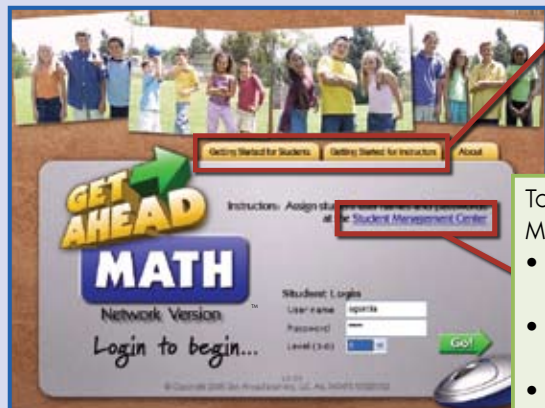 Getting Started for Students
Getting Started for Instructors
About
Instructors: Assign student user names and passwords
at the Student Management Center
GET
AHEAD
MATH
™
Network Version
Login to begin...
Student Login
User name
Password
Level (3-6)
Go!
To
M
•
•
•